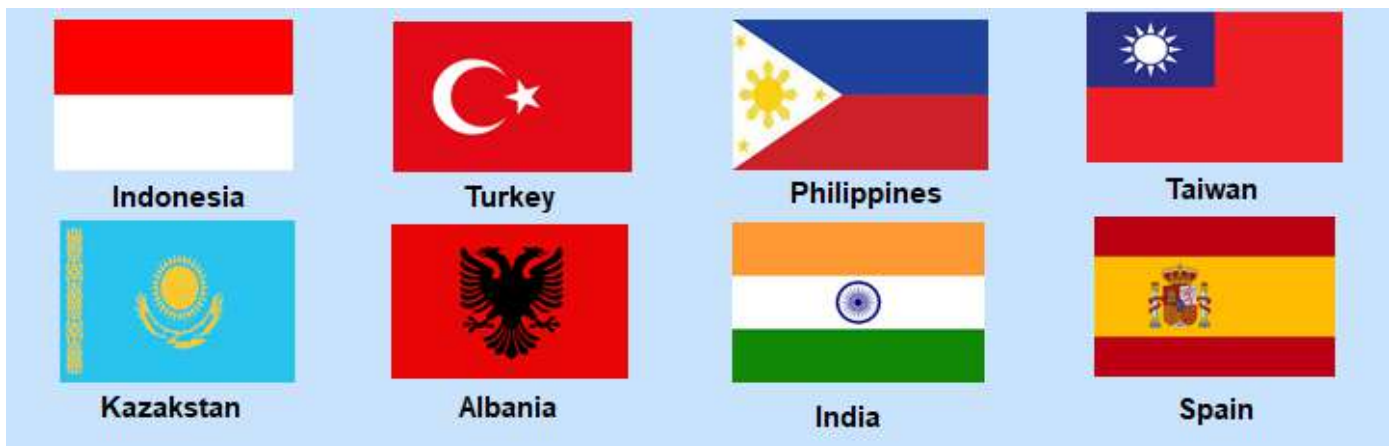 Indonesia
Turkey
Philippines
Taiwan
Kazakstan
Albania
India
Spain